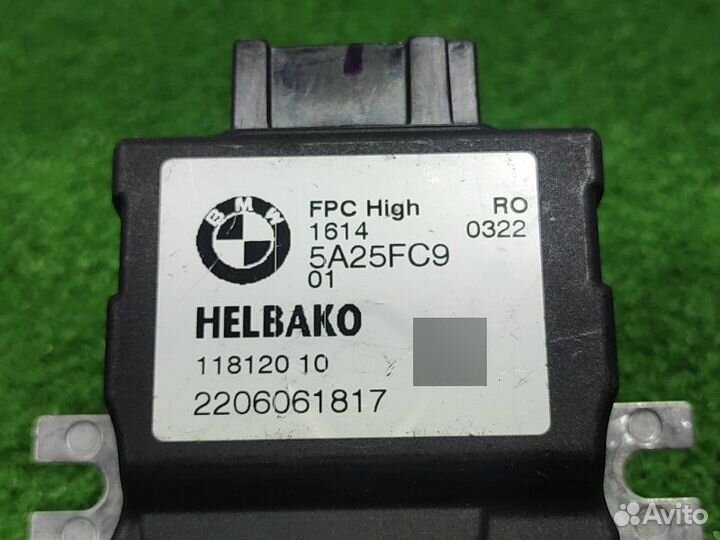 BMW
FPC High RO
1614 0322
5A25FC9
01
HELBAKO
118120 10
2206061817
Avito